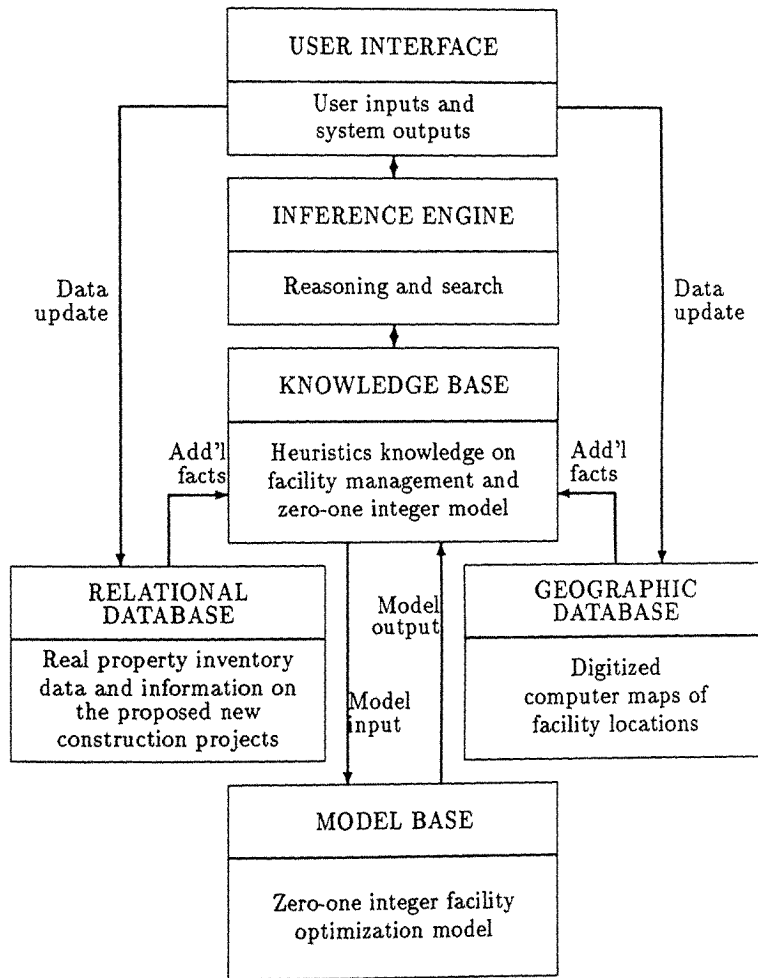 USER INTERFACE
User inputs and
system outputs
INFERENCE ENGINE
Reasoning and search
Data
update
Data
update
KNOWLEDGE BASE
Heuristics knowledge on
facility management and
zero-one integer model
Add'l
facts
Add'l
facts
RELATIONAL
DATABASE
Real property inventory
data and information on
the proposed new
construction projects
Model
output
Model
input
GEOGRAPHIC
DATABASE
Digitized
computer maps of
facility locations
MODEL BASE
Zero-one integer facility
optimization model